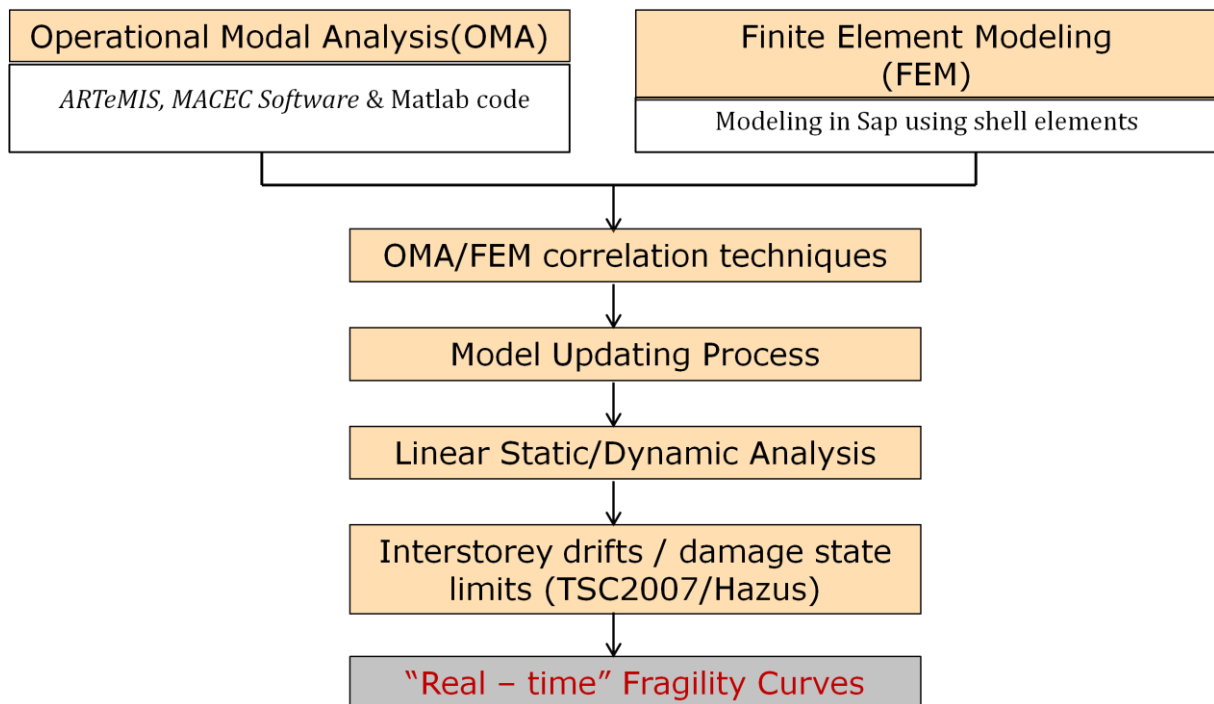 Operational Modal Analysis(OMA)
ARTeMIS, MACEC Software & Matlab code
Finite Element Modeling
(FEM)
Modeling in Sap using shell elements
OMA/FEM correlation techniques
Model Updating Process
Linear Static/Dynamic Analysis
Interstorey drifts / damage state
limits (TSC2007/Hazus)
“Real – time” Fragility Curves